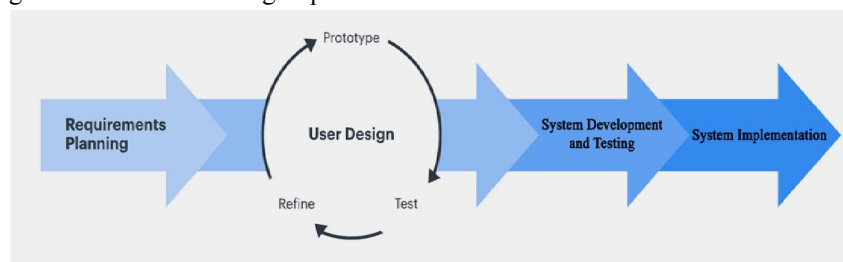 Prototype
Requirements
Planning
User Design
System Development
and Testing
System Implementation
Refine
Test